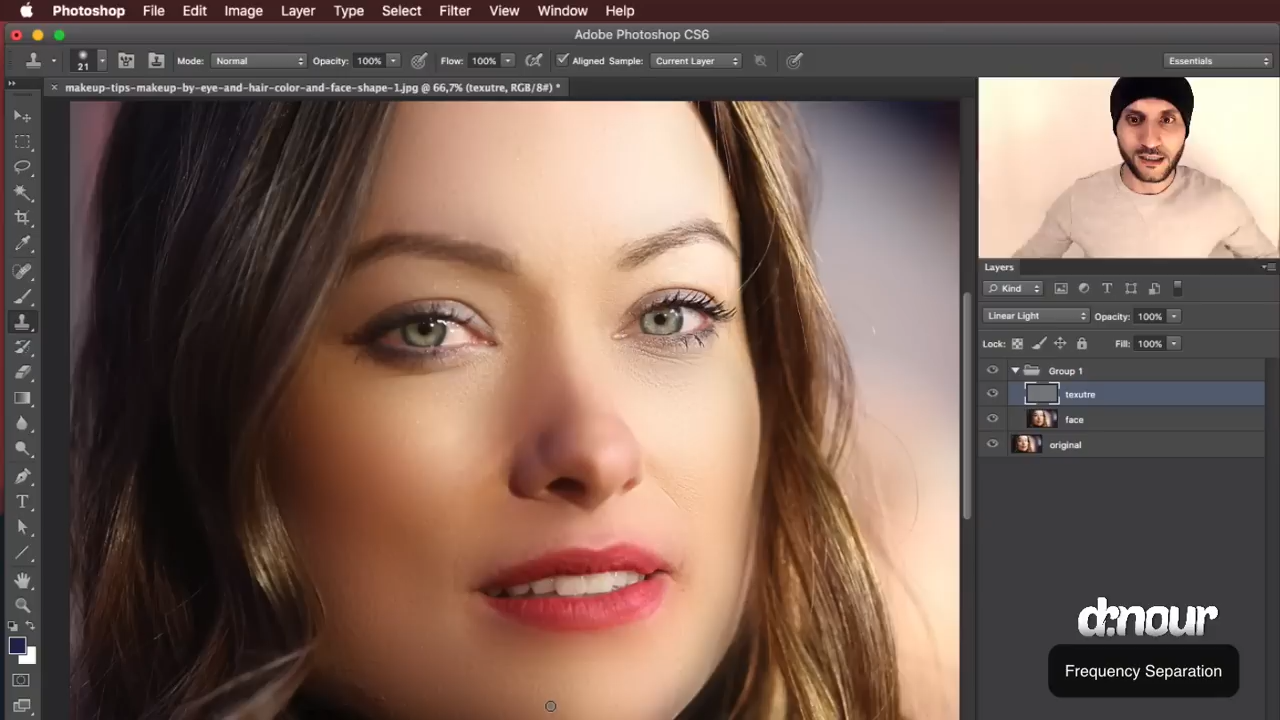 Photoshop File Edit Image Layer Type Select Filter View Window Help
Adobe Photoshop CS6
21 Mode: Normal Opacity: 100% Flow: 100% Aligned Sample: Current Layer Essentials
makeup-tips-makeup-by-eye-and-hair-color-and-face-shape-1.jpg @ 66,7% (texutre, RGB/8#) *
Layers
Kind
Linear Light Opacity: 100%
Lock: Fill: 100%
Group 1
texutre
face
original
d:nour
Frequency Separation